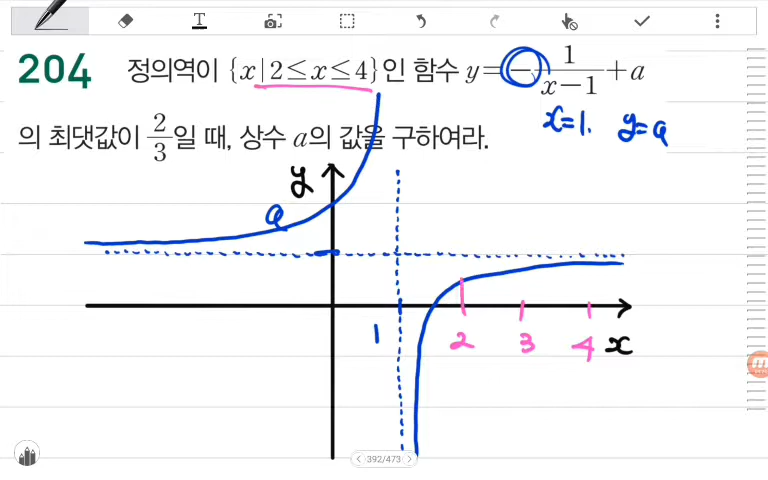 T
204 정의역이 {x|2≤x≤4}인 함수 y=-1/(x-1)+a
의 최댓값이 2/3일 때, 상수 a의 값을 구하여라.
x=1. y=a
y
a
1 2 3 4 x
392/473